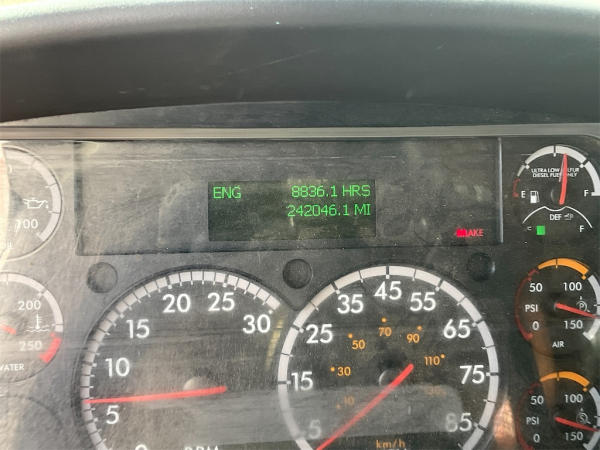 ENG 8836.1 HRS
242046.1 MI
ULTRA LOW SULFUR
DIESEL FUEL ONLY
E F
DEF
F
100
200
250
WATER
5 10 15 20 25 30
RPM
5 15 25 35 45 55 65 75 85
10 30 50 70 90 110
km/h
50 100
PSI
0 150
AIR
50 100
PSI
0 150